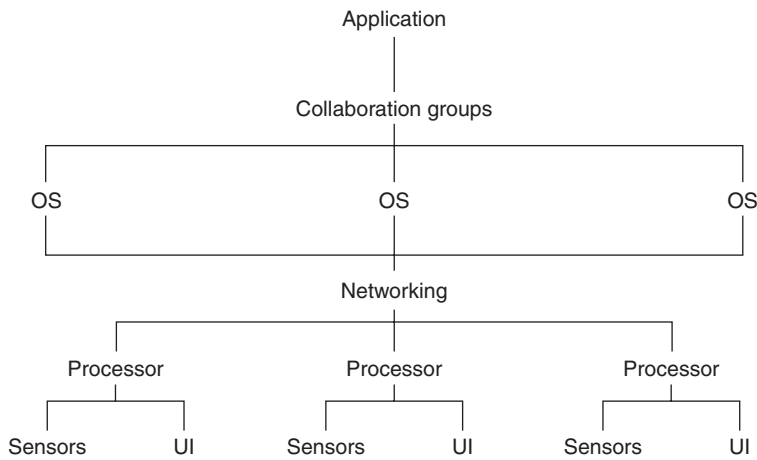 Application
Collaboration groups
OS OS OS
Networking
Processor Processor Processor
Sensors UI Sensors UI Sensors UI